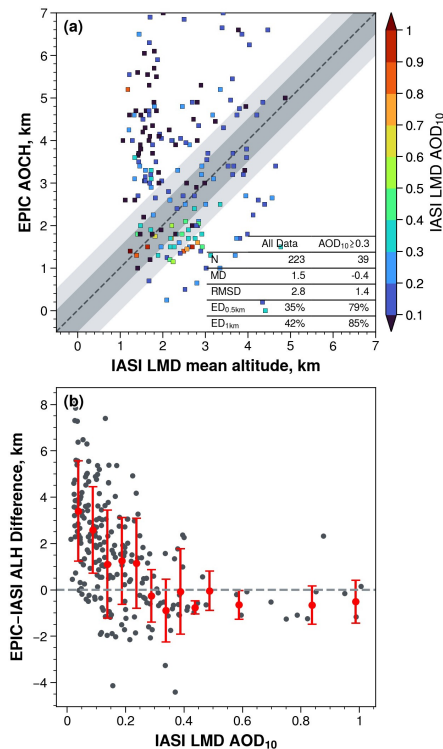 (a)
7
6
5
4
3
2
1
0
EPIC AOCH, km
0 1 2 3 4 5 6 7
IASI LMD mean altitude, km
All Data AOD10≥0.3
N 223 39
MD 1.5 -0.4
RMSD 2.8 1.4
ED0.5km 35% 79%
ED1km 42% 85%
1
0.9
0.8
0.7
0.6
0.5
0.4
0.3
0.2
0.1
IASI LMD AOD10
(b)
8
6
4
2
0
−2
−4
EPIC−IASI ALH Difference, km
0 0.2 0.4 0.6 0.8 1
IASI LMD AOD10